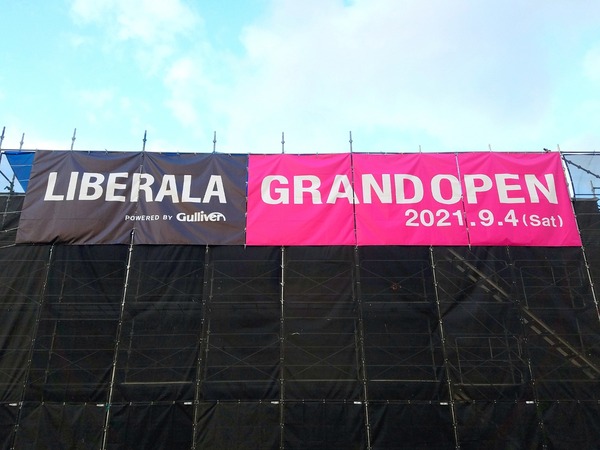 LIBERALA
POWERED BY Gulliver
GRAND OPEN
2021.9.4(Sat)